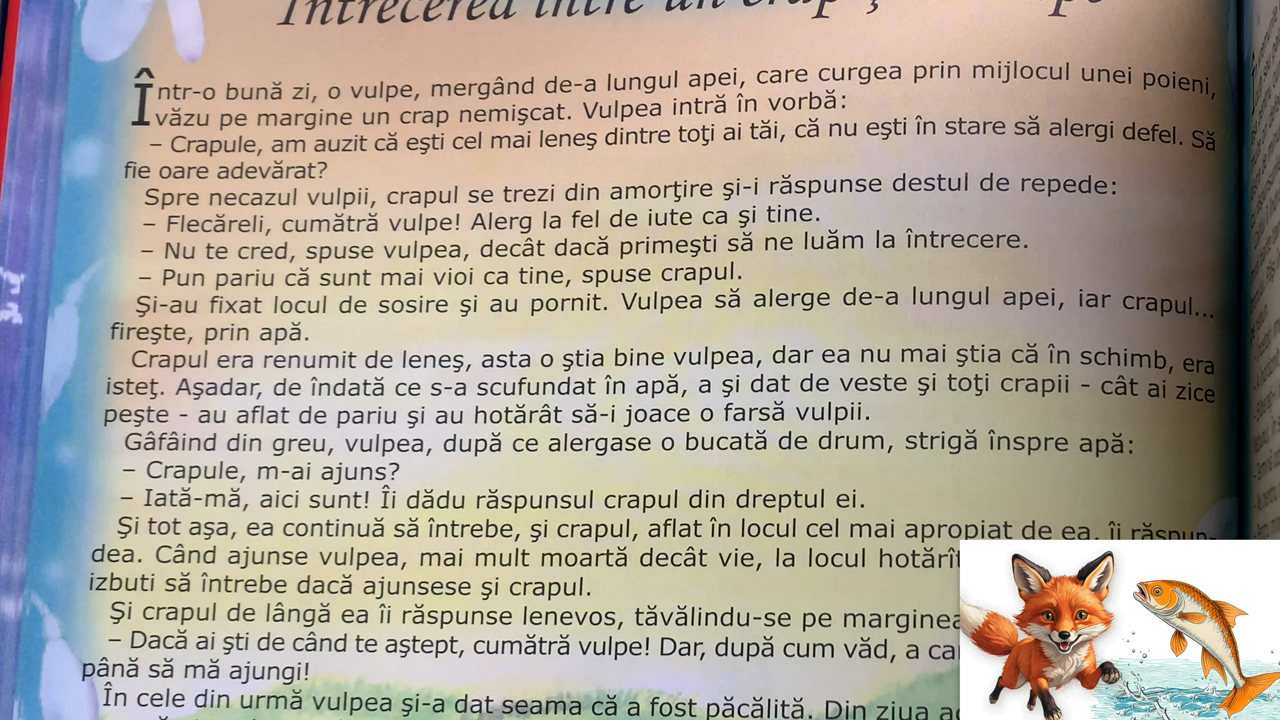 Întrecerea între un crap
Într-o bună zi, o vulpe, mergând de-a lungul apei, care curgea prin mijlocul unei poieni,
văzu pe margine un crap nemişcat. Vulpea intră în vorbă:
– Crapule, am auzit că eşti cel mai leneş dintre toţi ai tăi, că nu eşti în stare să alergi defel. Să
fie oare adevărat?
Spre necazul vulpii, crapul se trezi din amorţire şi-i răspunse destul de repede:
– Flecăreli, cumătră vulpe! Alerg la fel de iute ca şi tine.
– Nu te cred, spuse vulpea, decât dacă primeşti să ne luăm la întrecere.
– Pun pariu că sunt mai vioi ca tine, spuse crapul.
Şi-au fixat locul de sosire şi au pornit. Vulpea să alerge de-a lungul apei, iar crapul...
fireşte, prin apă.
Crapul era renumit de leneş, asta o ştia bine vulpea, dar ea nu mai ştia că în schimb, era
isteţ. Aşadar, de îndată ce s-a scufundat în apă, a şi dat de veste şi toţi crapii - cât ai zice
peşte - au aflat de pariu şi au hotărât să-i joace o farsă vulpii.
Gâfâind din greu, vulpea, după ce alergase o bucată de drum, strigă înspre apă:
– Crapule, m-ai ajuns?
– Iată-mă, aici sunt! Îi dădu răspunsul crapul din dreptul ei.
Şi tot aşa, ea continuă să întrebe, şi crapul, aflat în locul cel mai apropiat de ea, îi răspun-
dea. Când ajunse vulpea, mai mult moartă decât vie, la locul hotărît
izbuti să întrebe dacă ajunsese şi crapul.
Şi crapul de lângă ea îi răspunse lenevos, tăvălindu-se pe marginea
– Dacă ai şti de când te aştept, cumătră vulpe! Dar, după cum văd, a
până să mă ajungi!
În cele din urmă vulpea şi-a dat seama că a fost păcălită. Din ziua